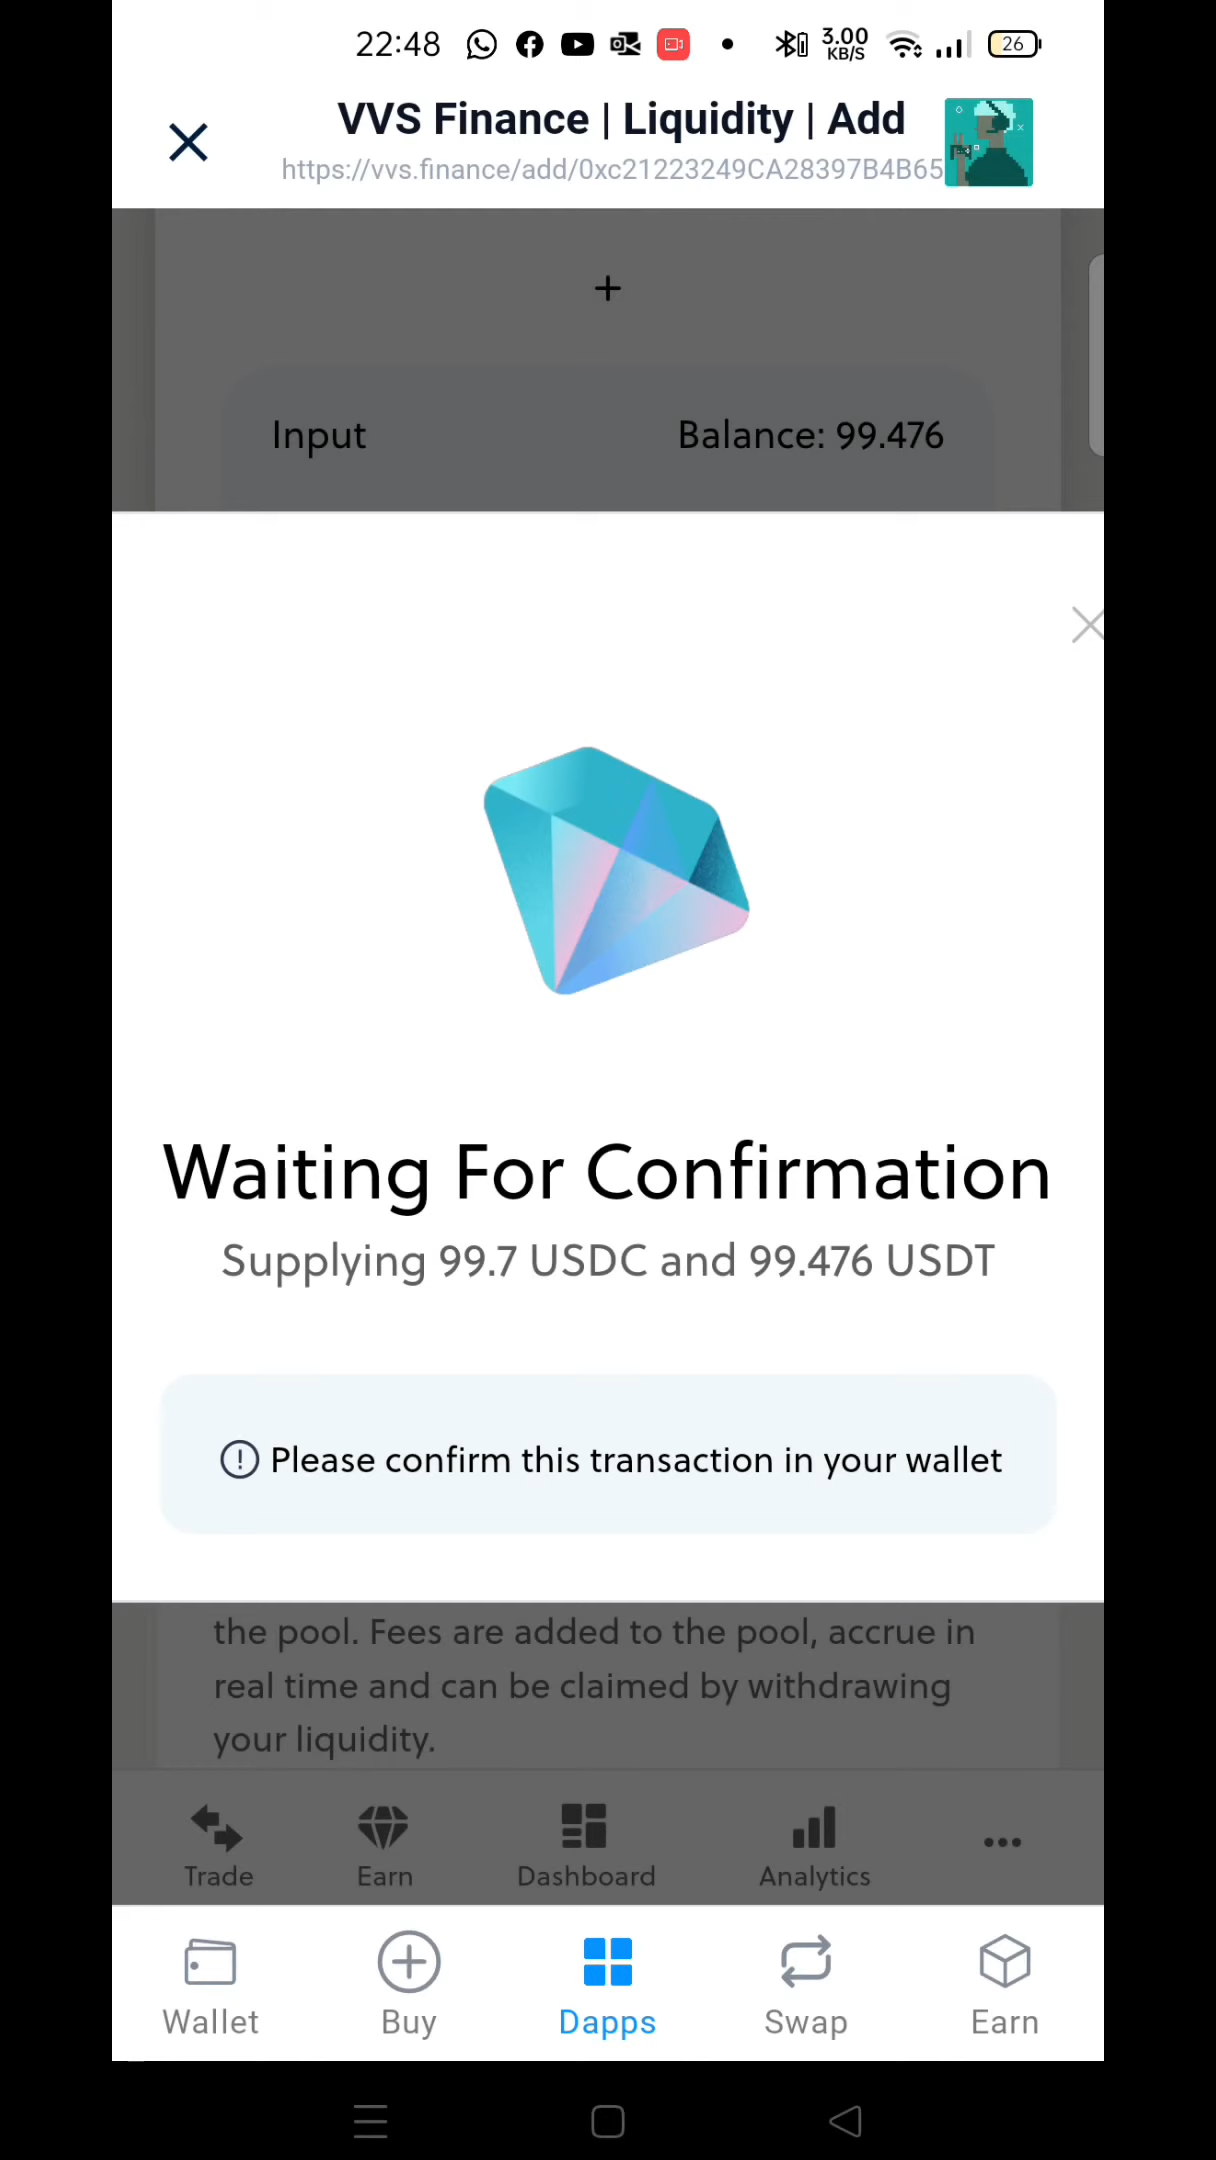 22:48
3.00
KB/S
26
VVS Finance | Liquidity | Add
https://vvs.finance/add/0xc21223249CA28397B4B65
+
Input Balance: 99.476
Waiting For Confirmation
Supplying 99.7 USDC and 99.476 USDT
Please confirm this transaction in your wallet
the pool. Fees are added to the pool, accrue in
real time and can be claimed by withdrawing
your liquidity.
Trade Earn Dashboard Analytics
Wallet Buy Dapps Swap Earn